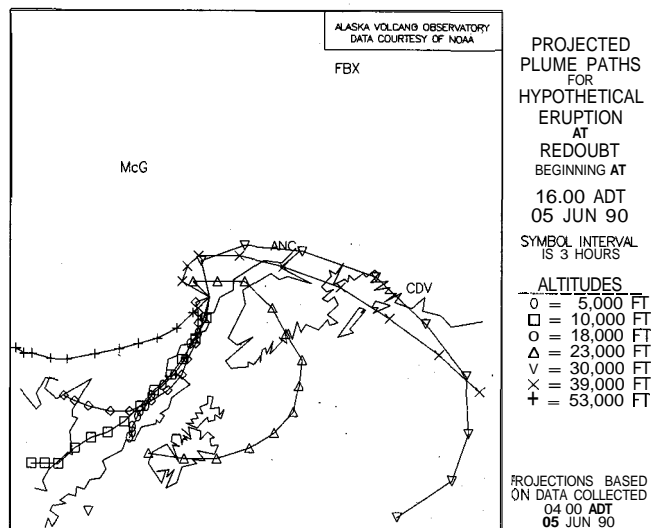 ALASKA VOLCANO OBSERVATORY
DATA COURTESY OF NOAA
FBX
McG
ANC
CDV
PROJECTED
PLUME PATHS
FOR
HYPOTHETICAL
ERUPTION
AT
REDOUBT
BEGINNING AT
16.00 ADT
05 JUN 90
SYMBOL INTERVAL
IS 3 HOURS
ALTITUDES
◊ = 5,000 FT
□ = 10,000 FT
○ = 18,000 FT
△ = 23,000 FT
∨ = 30,000 FT
× = 39,000 FT
+ = 53,000 FT
PROJECTIONS BASED
ON DATA COLLECTED
04 00 ADT
05 JUN 90